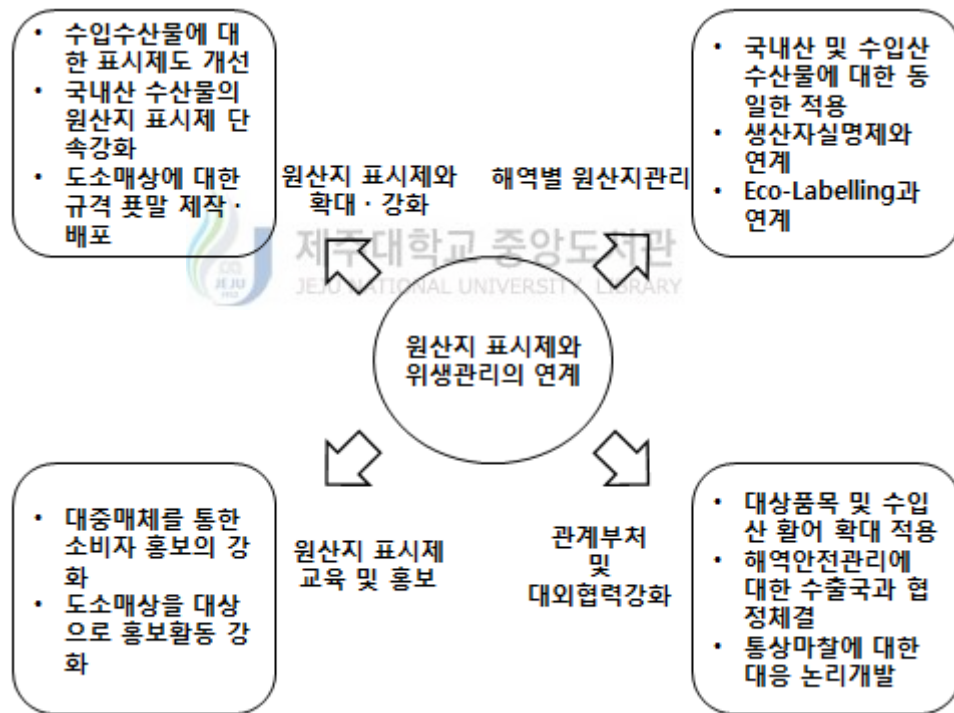 • 수입수산물에 대
한 표시제도 개선
• 국내산 수산물의
원산지 표시제 단
속강화
• 도소매상에 대한
규격 푯말 제작 ·
배포
원산지 표시제와
확대 · 강화
해역별 원산지관리
• 국내산 및 수입산
수산물에 대한 동
일한 적용
• 생산자실명제와
연계
• Eco-Labelling과
연계
제주대학교 중앙도서관
JEJU NATIONAL UNIVERSITY LIBRARY
JEJU
1952
원산지 표시제와
위생관리의 연계
• 대중매체를 통한
소비자 홍보의 강
화
• 도소매상을 대상
으로 홍보활동 강
화
원산지 표시제
교육 및 홍보
관계부처
및
대외협력강화
• 대상품목 및 수입
산 활어 확대 적용
• 해역안전관리에
대한 수출국과 협
정체결
• 통상마찰에 대한
대응 논리개발